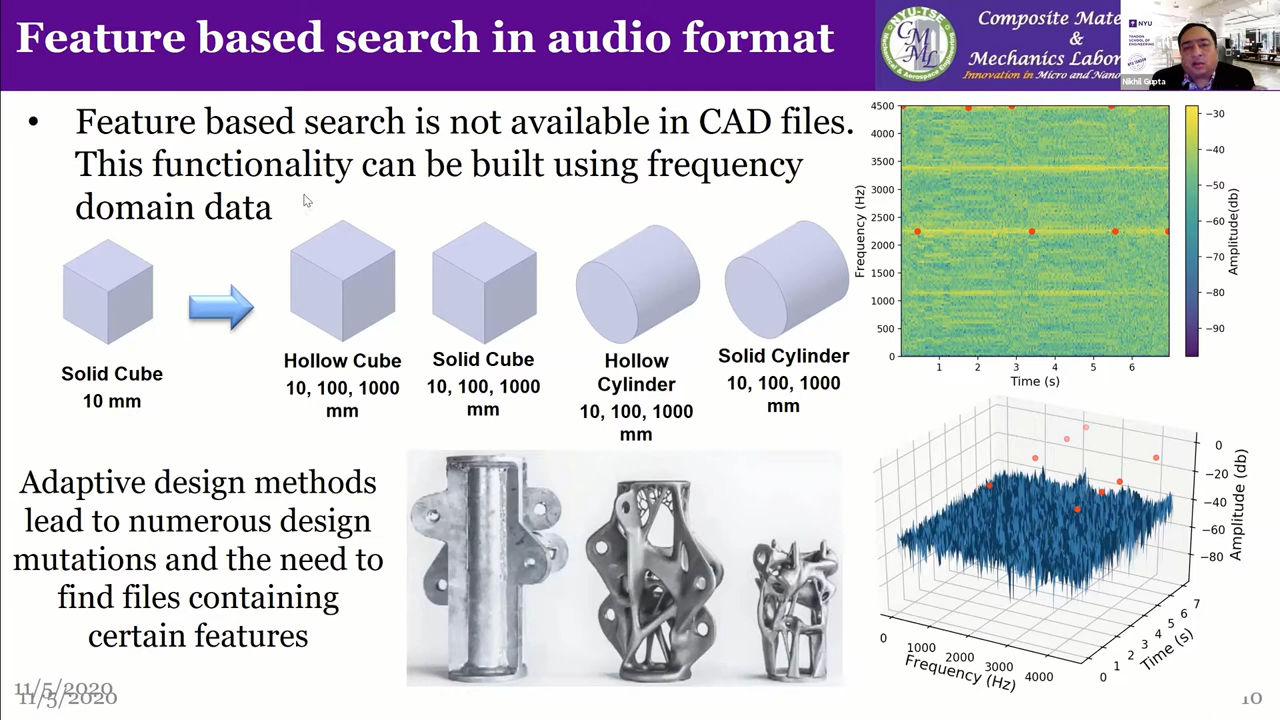 Feature based search in audio format
NYU-TSE
CMML
Mechanical & Aerospace Engineering
Composite Mate
&
Mechanics Labor
Innovation in Micro and Nano
NYU
TANDON SCHOOL
OF ENGINEERING
Nikhil Gupta
• Feature based search is not available in CAD files.
This functionality can be built using frequency
domain data
Solid Cube
10 mm
Hollow Cube
10, 100, 1000
mm
Solid Cube
10, 100, 1000
mm
Hollow
Cylinder
10, 100, 1000
mm
Solid Cylinder
10, 100, 1000
mm
Adaptive design methods
lead to numerous design
mutations and the need to
find files containing
certain features
4500
4000
3500
3000
2500
2000
1500
1000
500
0
Frequency (Hz)
1 2 3 4 5 6
Time (s)
−30
−40
−50
−60
−70
−80
−90
Amplitude(db)
0
−20
−40
−60
−80
Amplitude (db)
0 1000 2000 3000 4000
Frequency (Hz)
0 1 2 3 4 5 6 7
Time (s)
11/5/2020
11/5/2020
10